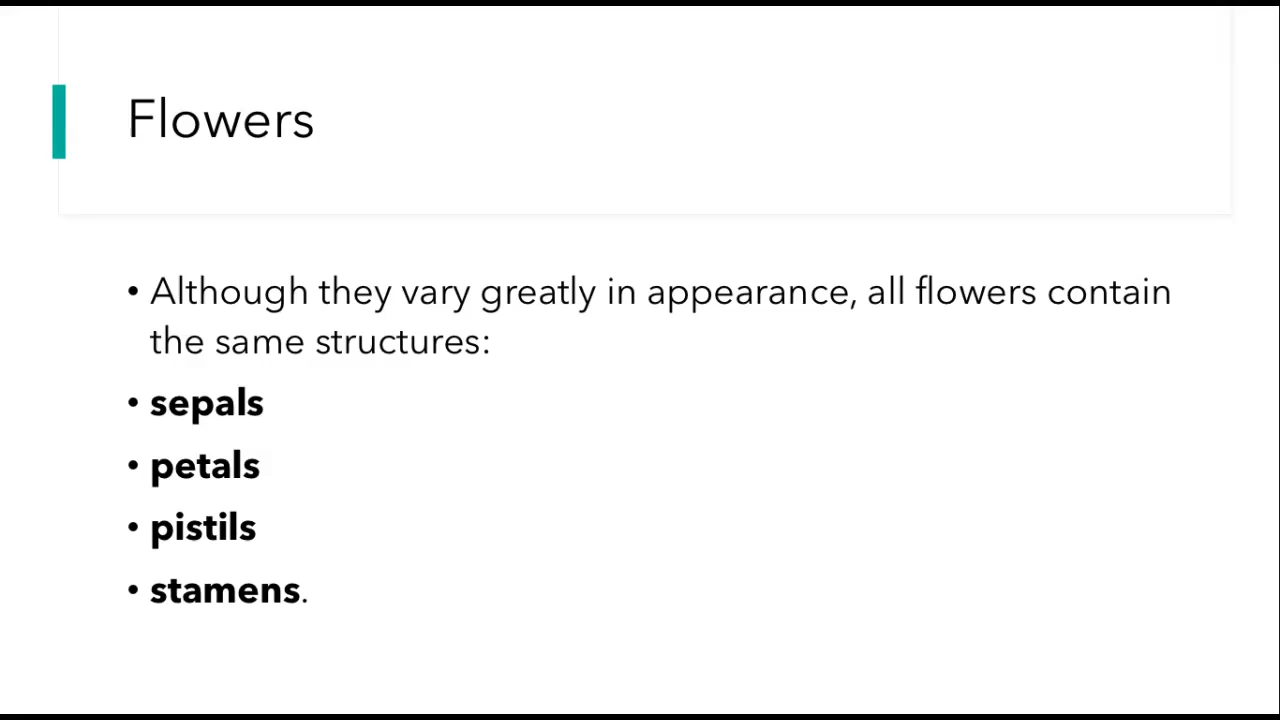 Flowers
• Although they vary greatly in appearance, all flowers contain
the same structures:
• sepals
• petals
• pistils
• stamens.